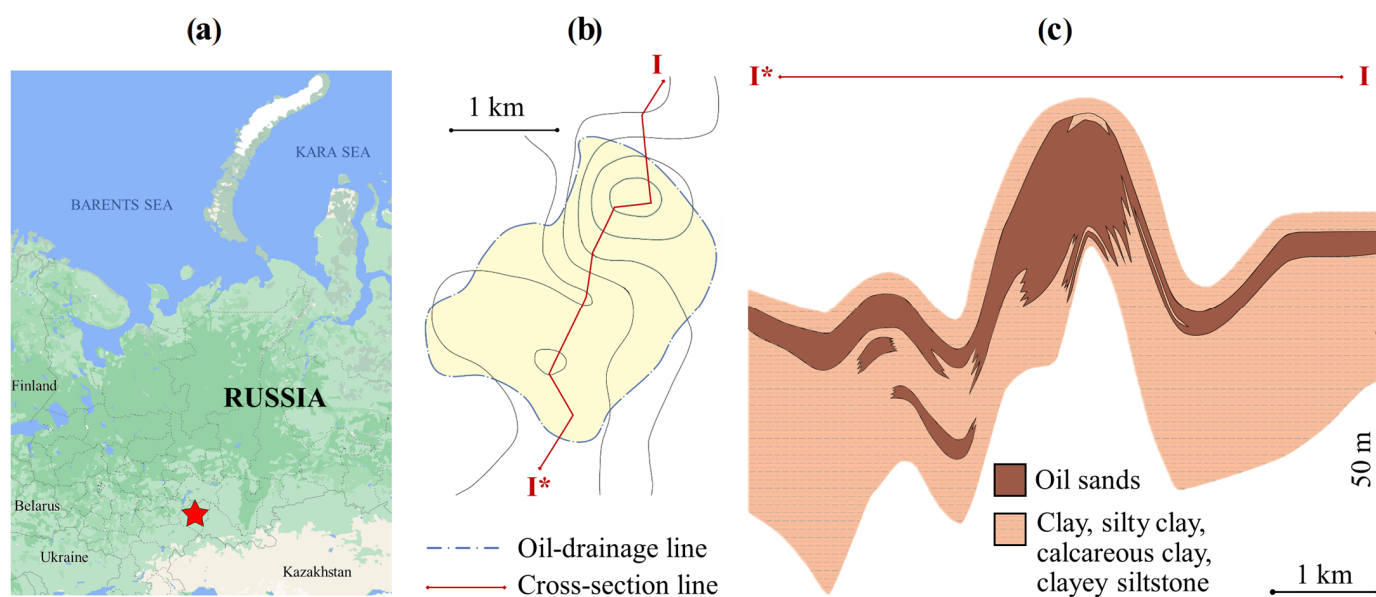 (a)
(b)
(c)
KARA SEA
BARENTS SEA
Finland
RUSSIA
Belarus
Ukraine
Kazakhstan
I
1 km
I*
Oil-drainage line
Cross-section line
I*
I
Oil sands
Clay, silty clay,
calcareous clay,
clayey siltstone
50 m
1 km